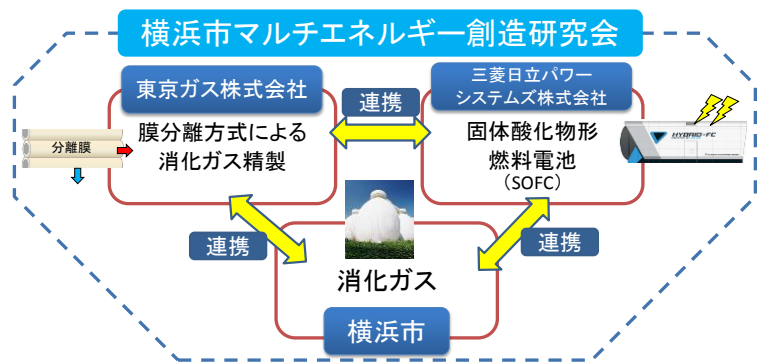 横浜市マルチエネルギー創造研究会
東京ガス株式会社
三菱日立パワー
システムズ株式会社
連携
膜分離方式による
消化ガス精製
分離膜
固体酸化物形
燃料電池
（SOFC）
HYBRID-FC
連携
連携
消化ガス
横浜市